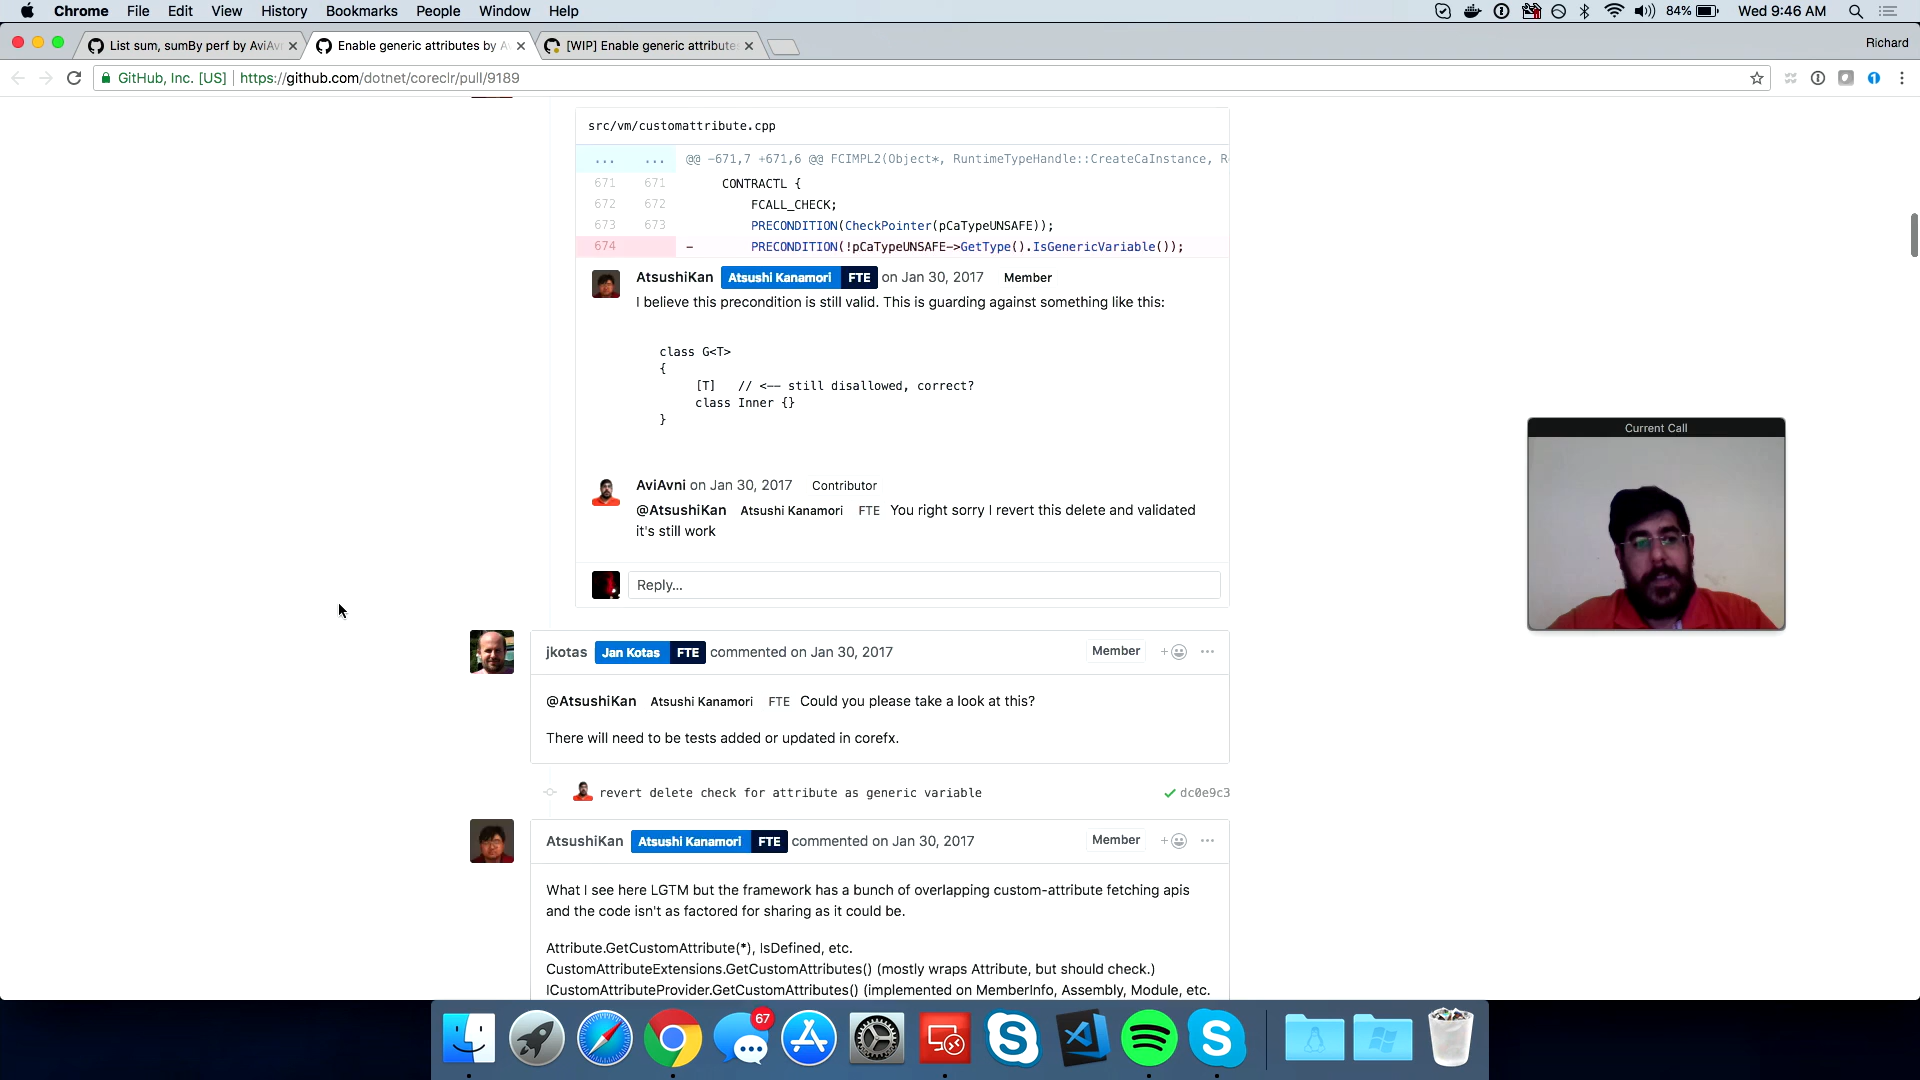 Chrome File Edit View History Bookmarks People Window Help 84% Wed 9:46 AM
List sum, sumBy perf by AviAv
Enable generic attributes by A
[WIP] Enable generic attribute
Richard
GitHub, Inc. [US] https://github.com/dotnet/coreclr/pull/9189
src/vm/customattribute.cpp
... ... @@ -671,7 +671,6 @@ FCIMPL2(Object*, RuntimeTypeHandle::CreateCaInstance, R
671 671 CONTRACTL {
672 672 FCALL_CHECK;
673 673 PRECONDITION(CheckPointer(pCaTypeUNSAFE));
674 - PRECONDITION(!pCaTypeUNSAFE->GetType().IsGenericVariable());
AtsushiKan Atsushi Kanamori FTE on Jan 30, 2017 Member
I believe this precondition is still valid. This is guarding against something like this:
class G<T>
{
[T] // <-- still disallowed, correct?
class Inner {}
}
AviAvni on Jan 30, 2017 Contributor
@AtsushiKan Atsushi Kanamori FTE You right sorry I revert this delete and validated
it's still work
Reply...
Current Call
jkotas Jan Kotas FTE commented on Jan 30, 2017 Member
@AtsushiKan Atsushi Kanamori FTE Could you please take a look at this?
There will need to be tests added or updated in corefx.
revert delete check for attribute as generic variable dc0e9c3
AtsushiKan Atsushi Kanamori FTE commented on Jan 30, 2017 Member
What I see here LGTM but the framework has a bunch of overlapping custom-attribute fetching apis
and the code isn't as factored for sharing as it could be.
Attribute.GetCustomAttribute(*), IsDefined, etc.
CustomAttributeExtensions.GetCustomAttributes() (mostly wraps Attribute, but should check.)
ICustomAttributeProvider.GetCustomAttributes() (implemented on MemberInfo, Assembly, Module, etc.
67